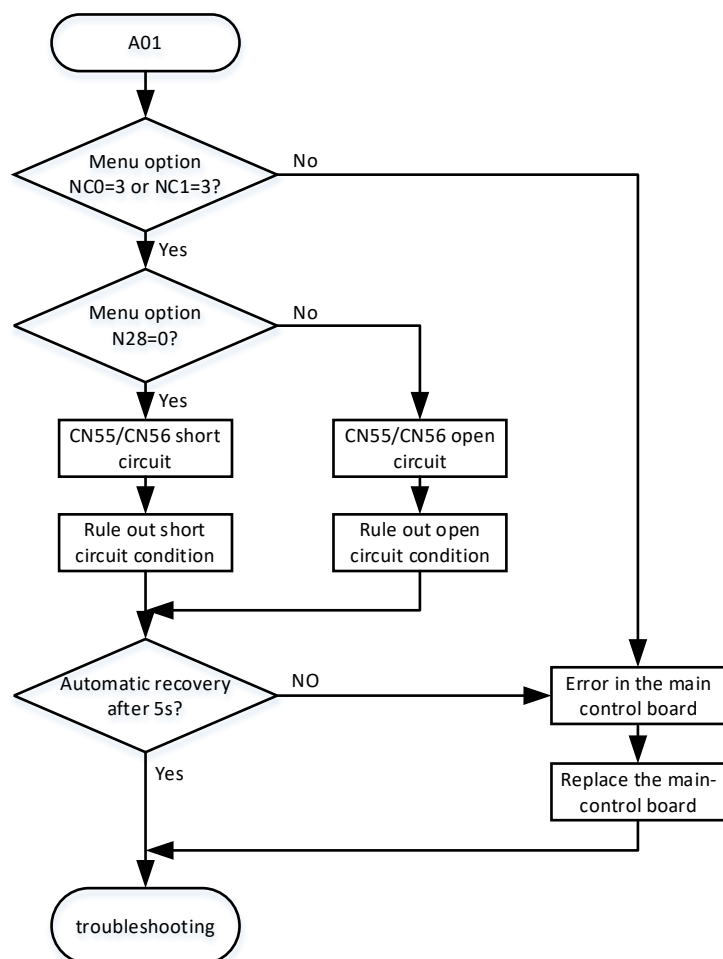 A01
Menu option
NC0=3 or NC1=3?
No
Yes
Menu option
N28=0?
No
Yes
CN55/CN56 short
circuit
CN55/CN56 open
circuit
Rule out short
circuit condition
Rule out open
circuit condition
Automatic recovery
after 5s?
NO
Error in the main
control board
Yes
Replace the main-
control board
troubleshooting